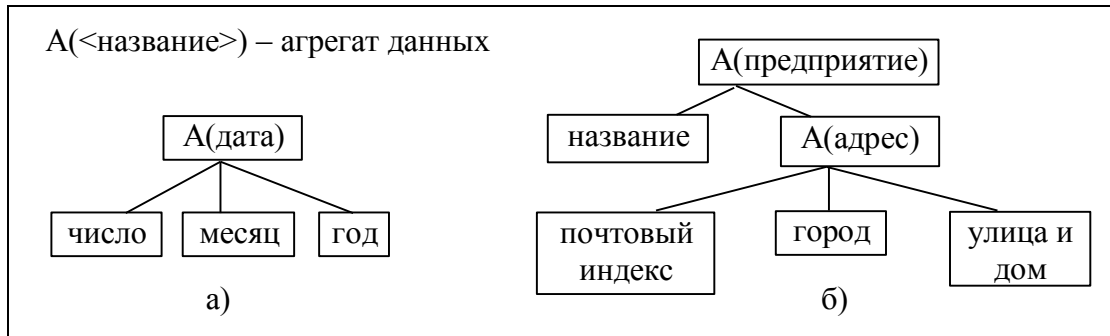 А(<название>) – агрегат данных
А(дата)
число месяц год
а)
А(предприятие)
название А(адрес)
почтовый
индекс
город
улица и
дом
б)